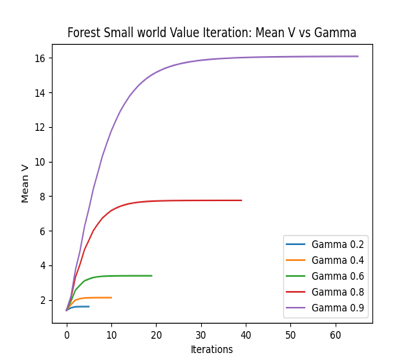 Forest Small world Value Iteration: Mean V vs Gamma
16
14
12
10
8
6
4
2
Mean V
0
10
20
30
40
50
60
Iterations
Gamma 0.2
Gamma 0.4
Gamma 0.6
Gamma 0.8
Gamma 0.9